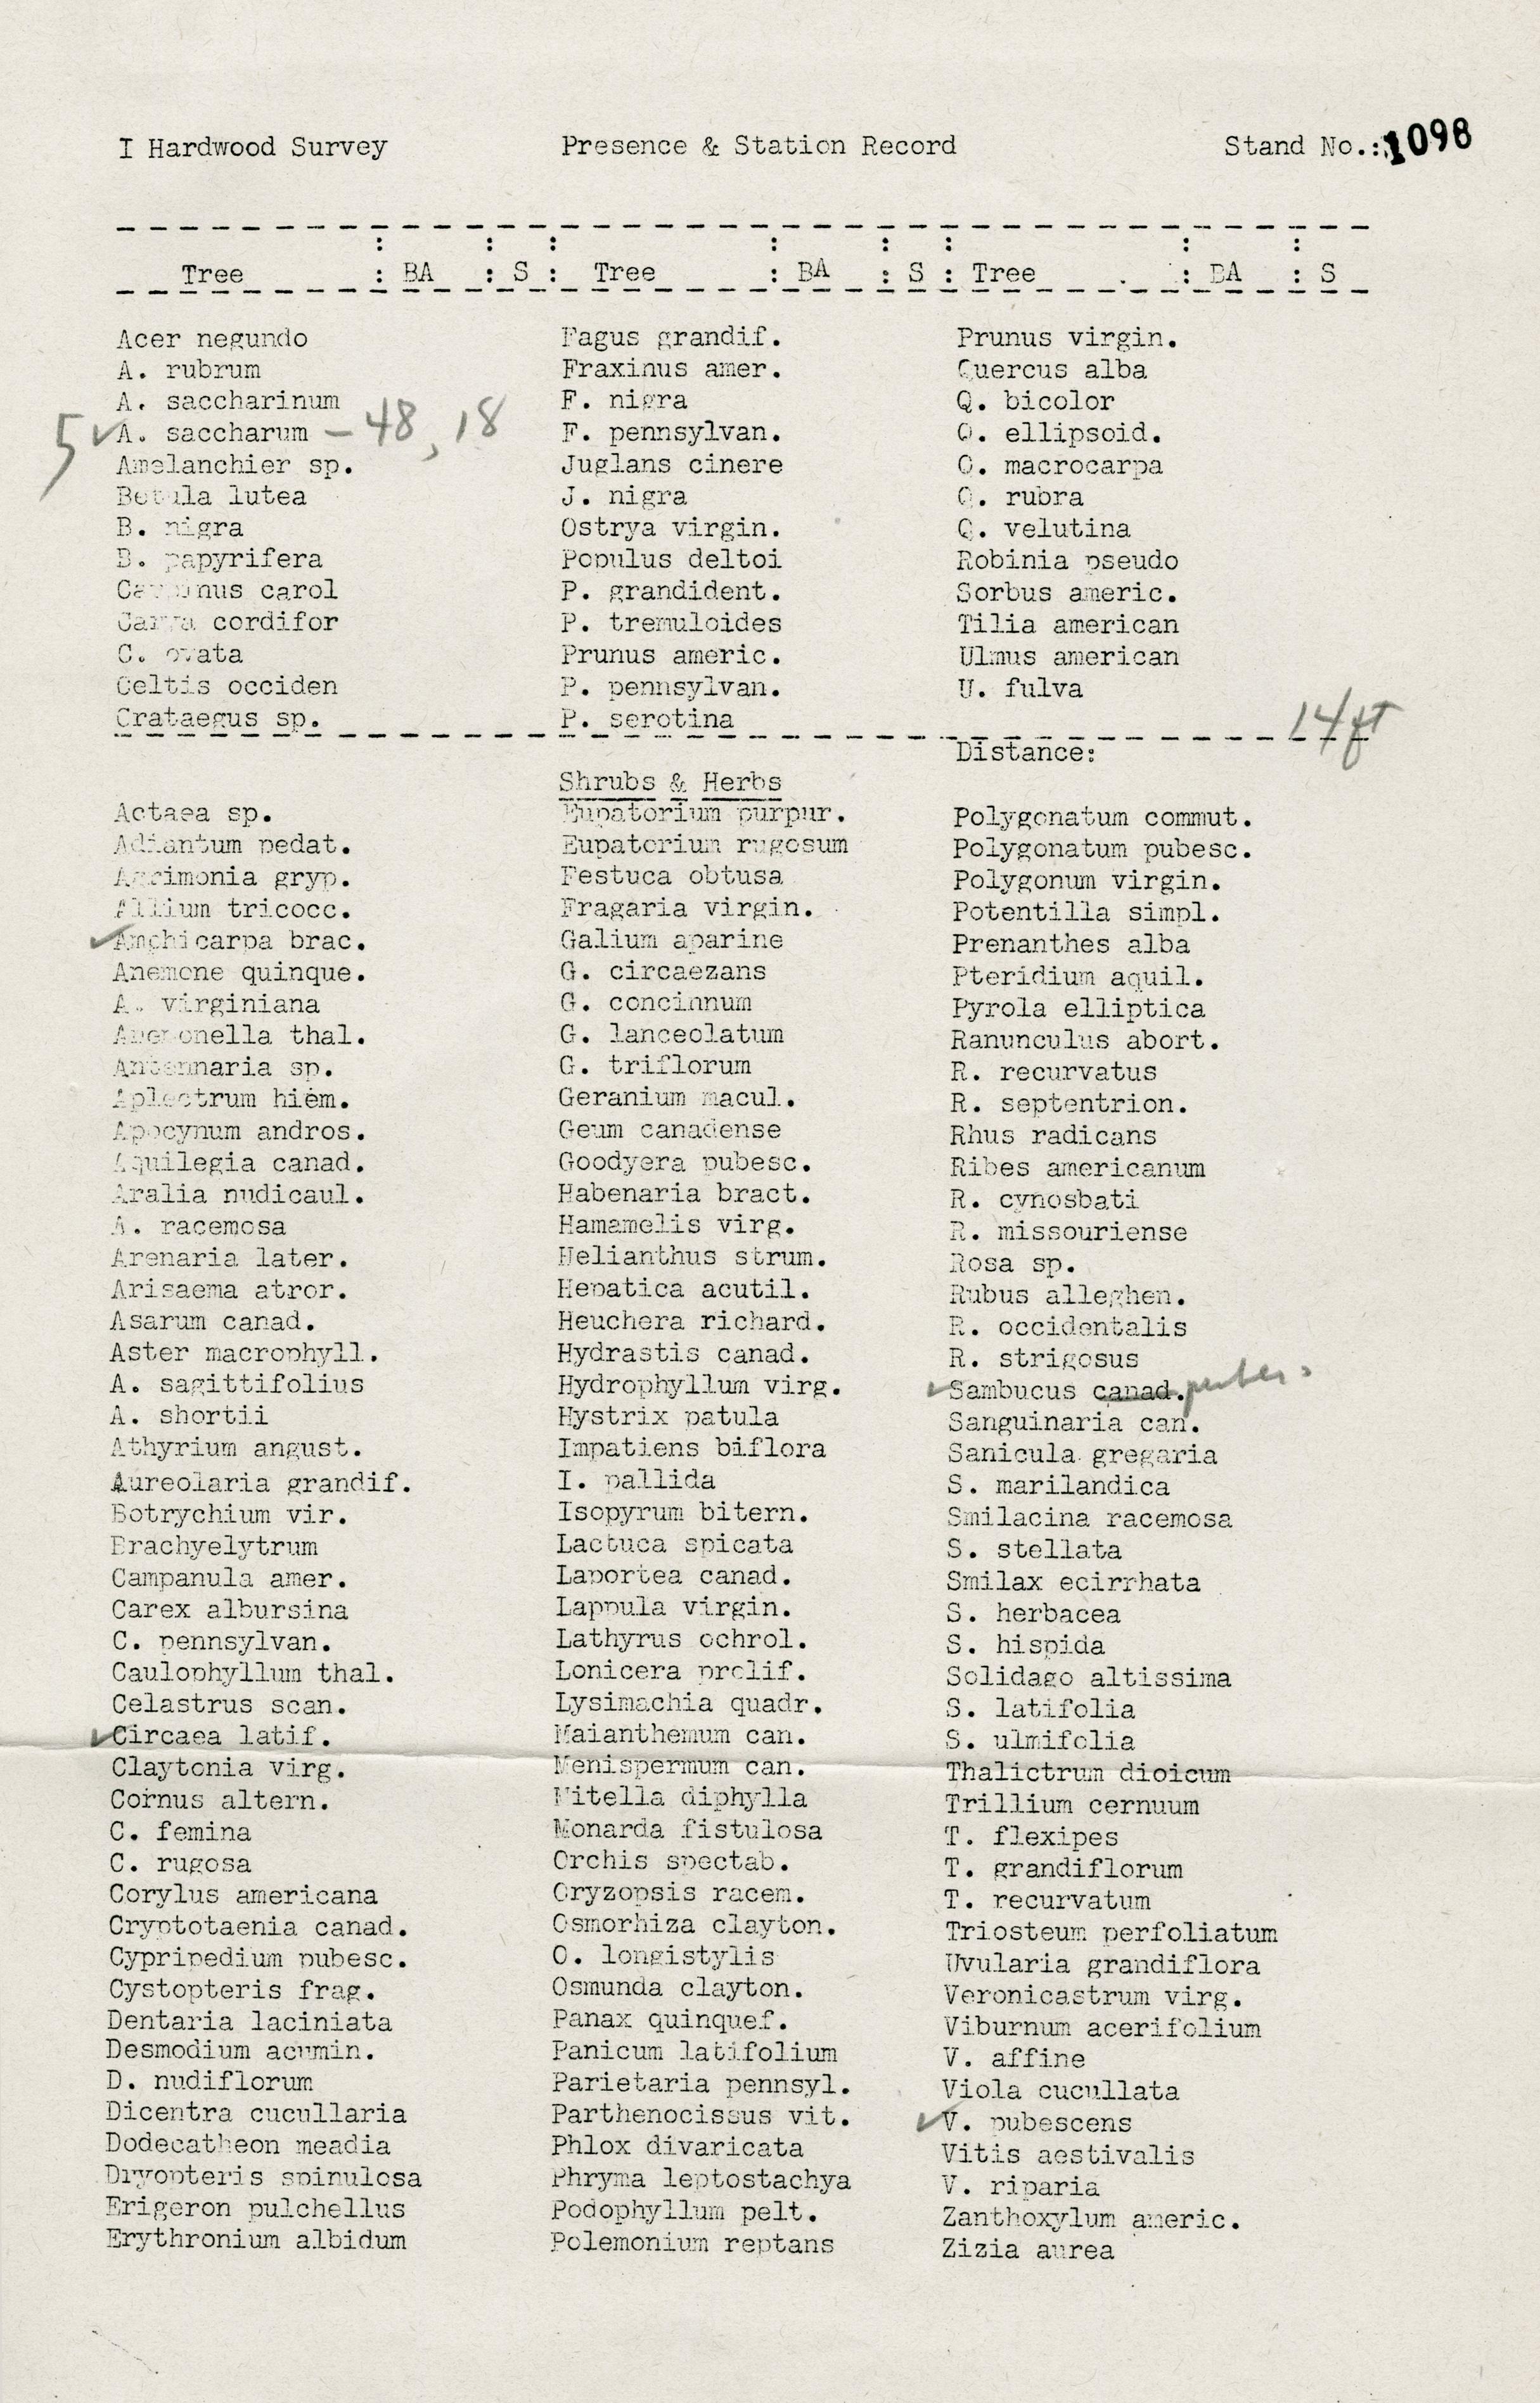 I Hardwood Survey Presence & Station Record Stand No.: 1098
Tree : BA : S : Tree : BA : S : Tree : BA : S
Acer negundo Fagus grandif. Prunus virgin.
A. rubrum Fraxinus amer. Quercus alba
A. saccharinum F. nigra Q. bicolor
5 ✓ A. saccharum – 48, 18 F. pennsylvan. Q. ellipsoid.
Amelanchier sp. Juglans cinere Q. macrocarpa
Betula lutea J. nigra Q. rubra
B. nigra Ostrya virgin. Q. velutina
B. papyrifera Populus deltoi Robinia pseudo
Carpinus carol P. grandident. Sorbus americ.
Carya cordifor P. tremuloides Tilia american
C. ovata Prunus americ. Ulmus american
Celtis occiden P. pennsylvan. U. fulva
Crataegus sp. P. serotina
Distance: 14 ft
Shrubs & Herbs
Actaea sp. Eupatorium purpur. Polygonatum commut.
Adiantum pedat. Eupatorium rugosum Polygonatum pubesc.
Agrimonia gryp. Festuca obtusa Polygonum virgin.
Allium tricocc. Fragaria virgin. Potentilla simpl.
✓ Amphicarpa brac. Galium aparine Prenanthes alba
Anemone quinque. G. circaezans Pteridium aquil.
A. virginiana G. concinnum Pyrola elliptica
Anemonella thal. G. lanceolatum Ranunculus abort.
Antennaria sp. G. triflorum R. recurvatus
Aplectrum hiem. Geranium macul. R. septentrion.
Apocynum andros. Geum canadense Rhus radicans
Aquilegia canad. Goodyera pubesc. Ribes americanum
Aralia nudicaul. Habenaria bract. R. cynosbati
A. racemosa Hamamelis virg. R. missouriense
Arenaria later. Helianthus strum. Rosa sp.
Arisaema atror. Hepatica acutil. Rubus alleghen.
Asarum canad. Heuchera richard. R. occidentalis
Aster macrophyll. Hydrastis canad. R. strigosus
A. sagittifolius Hydrophyllum virg. ✓ Sambucus canad. puber.
A. shortii Hystrix patula Sanguinaria can.
Athyrium angust. Impatiens biflora Sanicula gregaria
Aureolaria grandif. I. pallida S. marilandica
Botrychium vir. Isopyrum bitern. Smilacina racemosa
Brachyelytrum Lactuca spicata S. stellata
Campanula amer. Laportea canad. Smilax ecirrhata
Carex albursina Lappula virgin. S. herbacea
C. pennsylvan. Lathyrus ochrol. S. hispida
Caulophyllum thal. Lonicera prolif. Solidago altissima
Celastrus scan. Lysimachia quadr. S. latifolia
✓ Circaea latif. Maianthemum can. S. ulmifolia
Claytonia virg. Menispermum can. Thalictrum dioicum
Cornus altern. Mitella diphylla Trillium cernuum
C. femina Monarda fistulosa T. flexipes
C. rugosa Orchis spectab. T. grandiflorum
Corylus americana Oryzopsis racem. T. recurvatum
Cryptotaenia canad. Osmorhiza clayton. Triosteum perfoliatum
Cypripedium pubesc. O. longistylis Uvularia grandiflora
Cystopteris frag. Osmunda clayton. Veronicastrum virg.
Dentaria laciniata Panax quinquef. Viburnum acerifolium
Desmodium acumin. Panicum latifolium V. affine
D. nudiflorum Parietaria pennsyl. Viola cucullata
Dicentra cucullaria Parthenocissus vit. ✓ V. pubescens
Dodecatheon meadia Phlox divaricata Vitis aestivalis
Dryopteris spinulosa Phryma leptostachya V. riparia
Erigeron pulchellus Podophyllum pelt. Zanthoxylum americ.
Erythronium albidum Polemonium reptans Zizia aurea